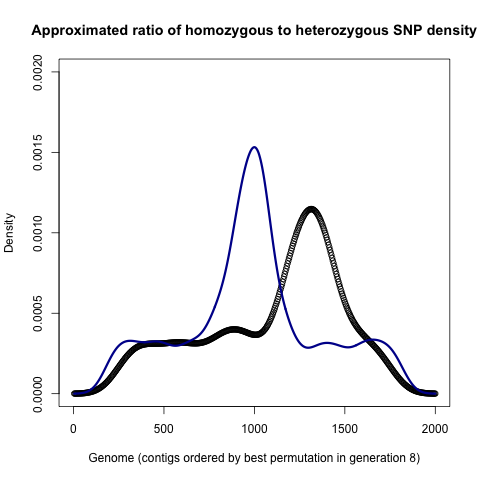 Approximated ratio of homozygous to heterozygous SNP density
0.0020
0.0015
0.0010
0.0005
0.0000
Density
0 500 1000 1500 2000
Genome (contigs ordered by best permutation in generation 8)